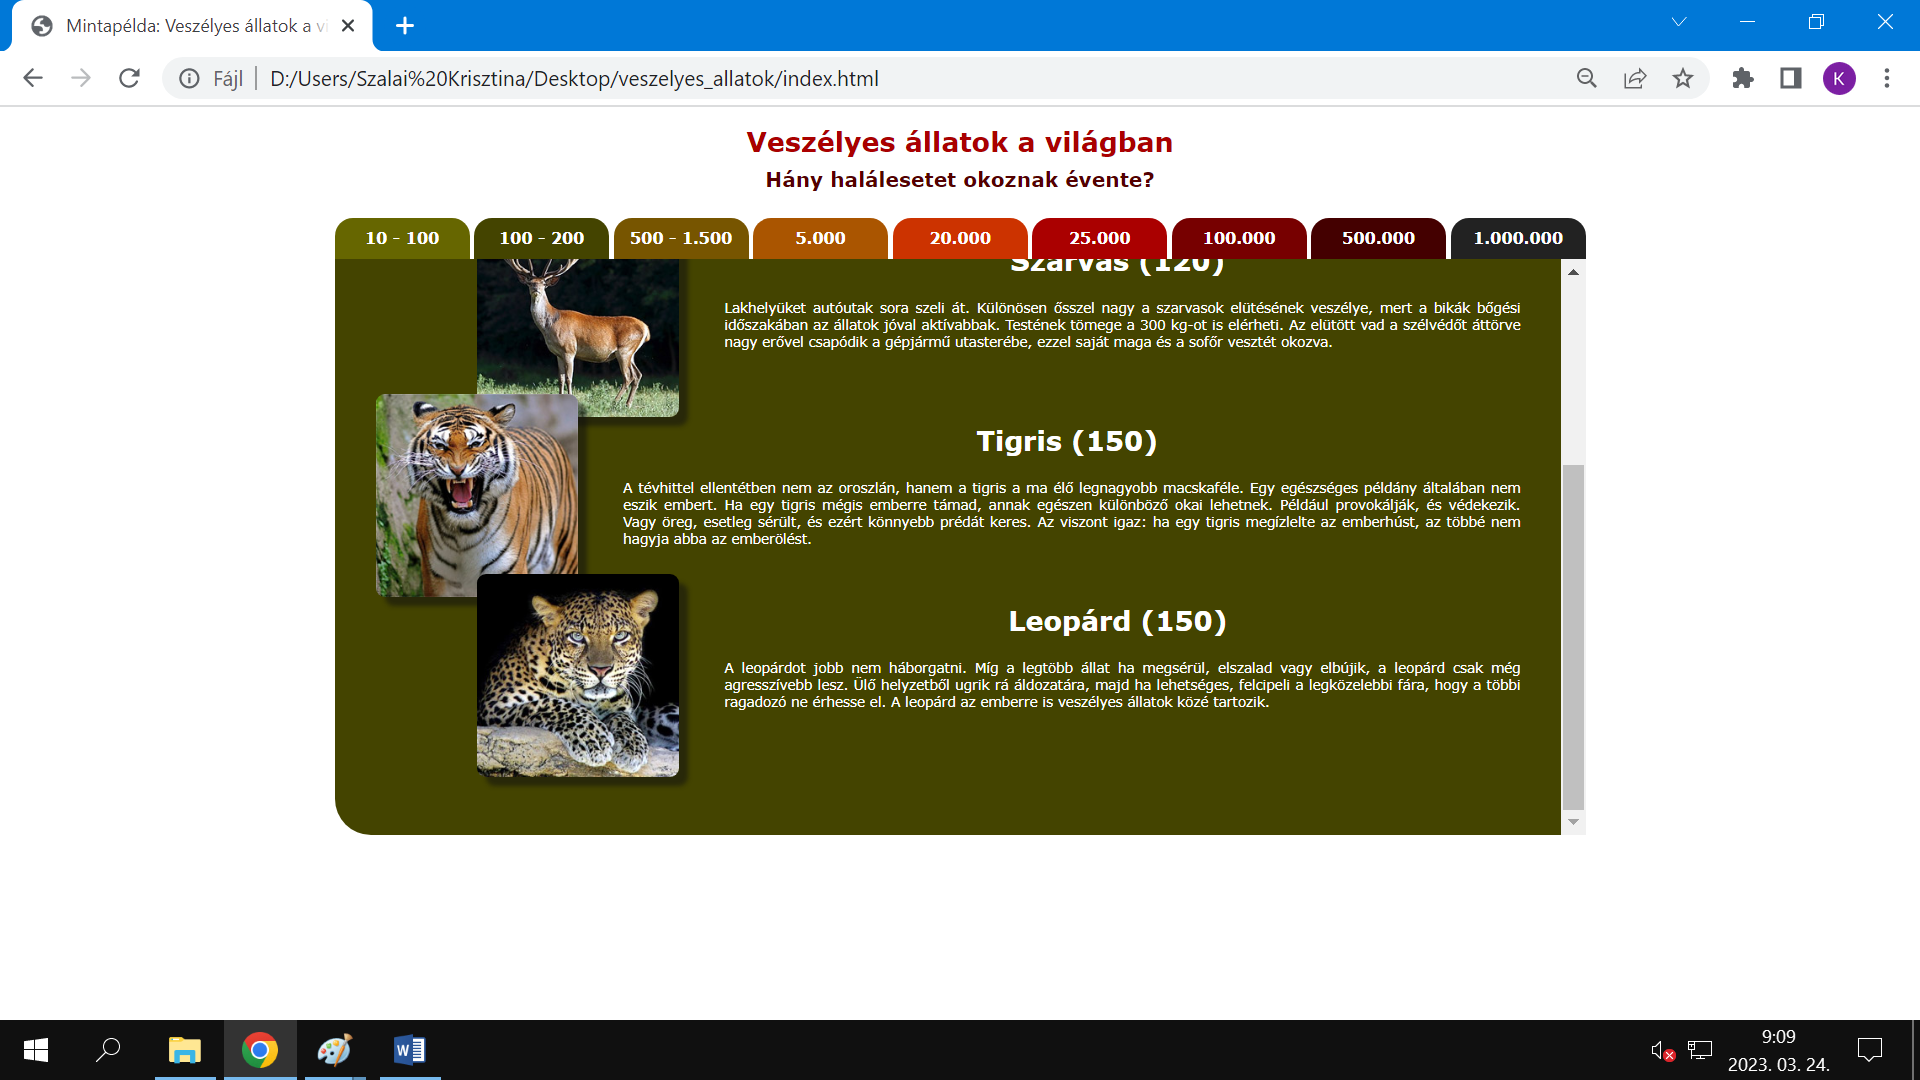 Mintapélda: Veszélyes állatok a vi
Fájl
D:/Users/Szalai%20Krisztina/Desktop/veszelyes_allatok/index.html
K
Veszélyes állatok a világban
Hány halálesetet okoznak évente?
10 - 100
100 - 200
500 - 1.500
5.000
20.000
25.000
100.000
500.000
1.000.000
Szarvas (120)
Lakhelyüket autóutak sora szeli át. Különösen ősszel nagy a szarvasok elütésének veszélye, mert a bikák bőgési
időszakában az állatok jóval aktívabbak. Testének tömege a 300 kg-ot is elérheti. Az elütött vad a szélvédőt áttörve
nagy erővel csapódik a gépjármű utasterébe, ezzel saját maga és a sofőr vesztét okozva.
Tigris (150)
A tévhittel ellentétben nem az oroszlán, hanem a tigris a ma élő legnagyobb macskaféle. Egy egészséges példány általában nem
eszik embert. Ha egy tigris mégis emberre támad, annak egészen különböző okai lehetnek. Például provokálják, és védekezik.
Vagy öreg, esetleg sérült, és ezért könnyebb prédát keres. Az viszont igaz: ha egy tigris megízlelte az emberhúst, az többé nem
hagyja abba az emberölést.
Leopárd (150)
A leopárdot jobb nem háborgatni. Míg a legtöbb állat ha megsérül, elszalad vagy elbújik, a leopárd csak még
agresszívebb lesz. Ülő helyzetből ugrik rá áldozatára, majd ha lehetséges, felcipeli a legközelebbi fára, hogy a többi
ragadozó ne érhesse el. A leopárd az emberre is veszélyes állatok közé tartozik.
W
9:09
2023. 03. 24.